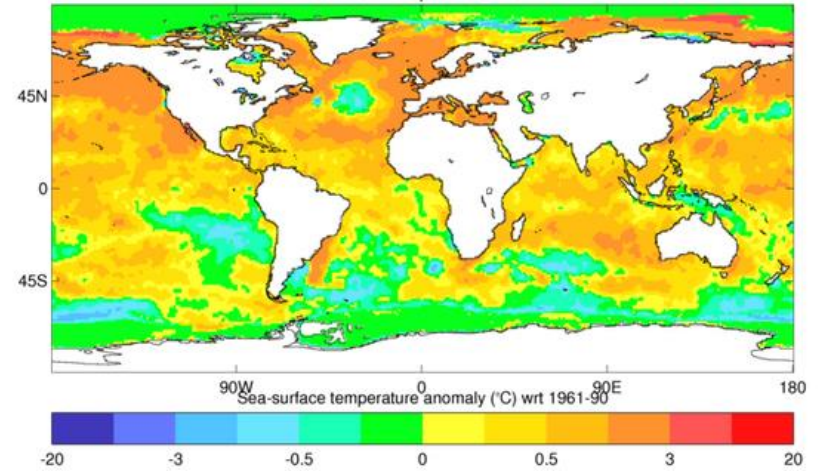 45N
0
45S
90W 0 90E 180
Sea-surface temperature anomaly (°C) wrt 1961-90
-20 -3 -0.5 0 0.5 3 20